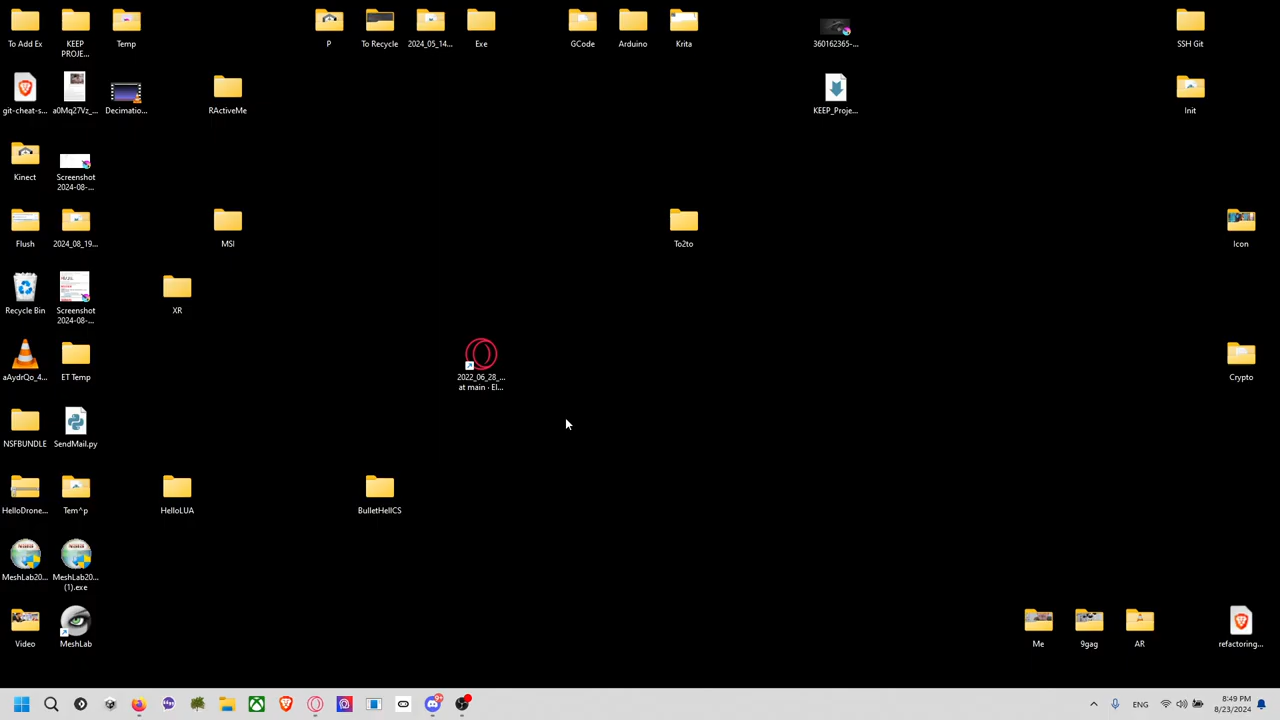 To Add Ex
KEEP
PROJE...
Temp
P
To Recycle
2024_05_14...
Exe
GCode
Arduino
Krita
360162365-...
SSH Git
git-cheat-s...
a0Mq27Vz_...
Decimatio...
RActiveMe
KEEP_Proje...
Init
Kinect
Screenshot
2024-08-...
Flush
2024_08_19...
MSI
To2to
Icon
Recycle Bin
Screenshot
2024-08-...
XR
aAydrQo_4...
ET Temp
2022_06_28_...
at main · El...
Crypto
NSFBUNDLE
SendMail.py
HelloDrone...
Tem^p
HelloLUA
BulletHellCS
MeshLab20...
MeshLab20...
(1).exe
Video
MeshLab
Me
9gag
AR
refactoring...
ENG
8:49 PM
8/23/2024